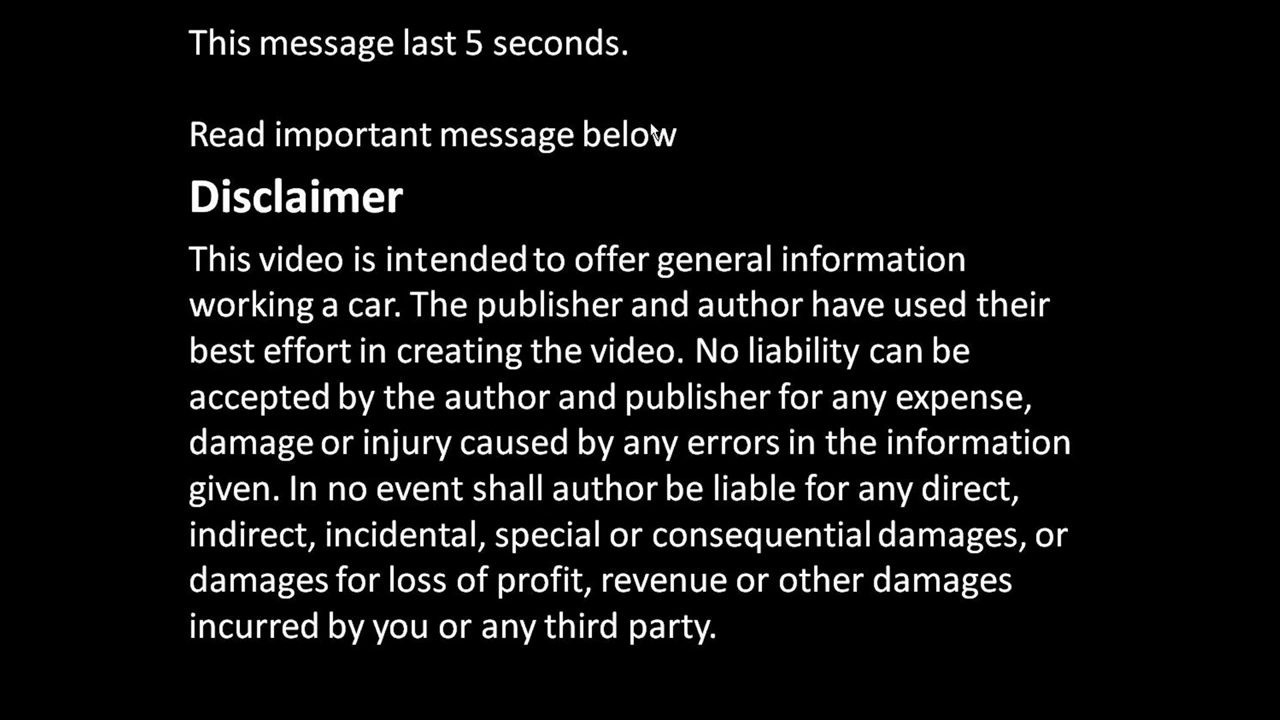 This message last 5 seconds.
Read important message below
Disclaimer
This video is intended to offer general information
working a car. The publisher and author have used their
best effort in creating the video. No liability can be
accepted by the author and publisher for any expense,
damage or injury caused by any errors in the information
given. In no event shall author be liable for any direct,
indirect, incidental, special or consequential damages, or
damages for loss of profit, revenue or other damages
incurred by you or any third party.